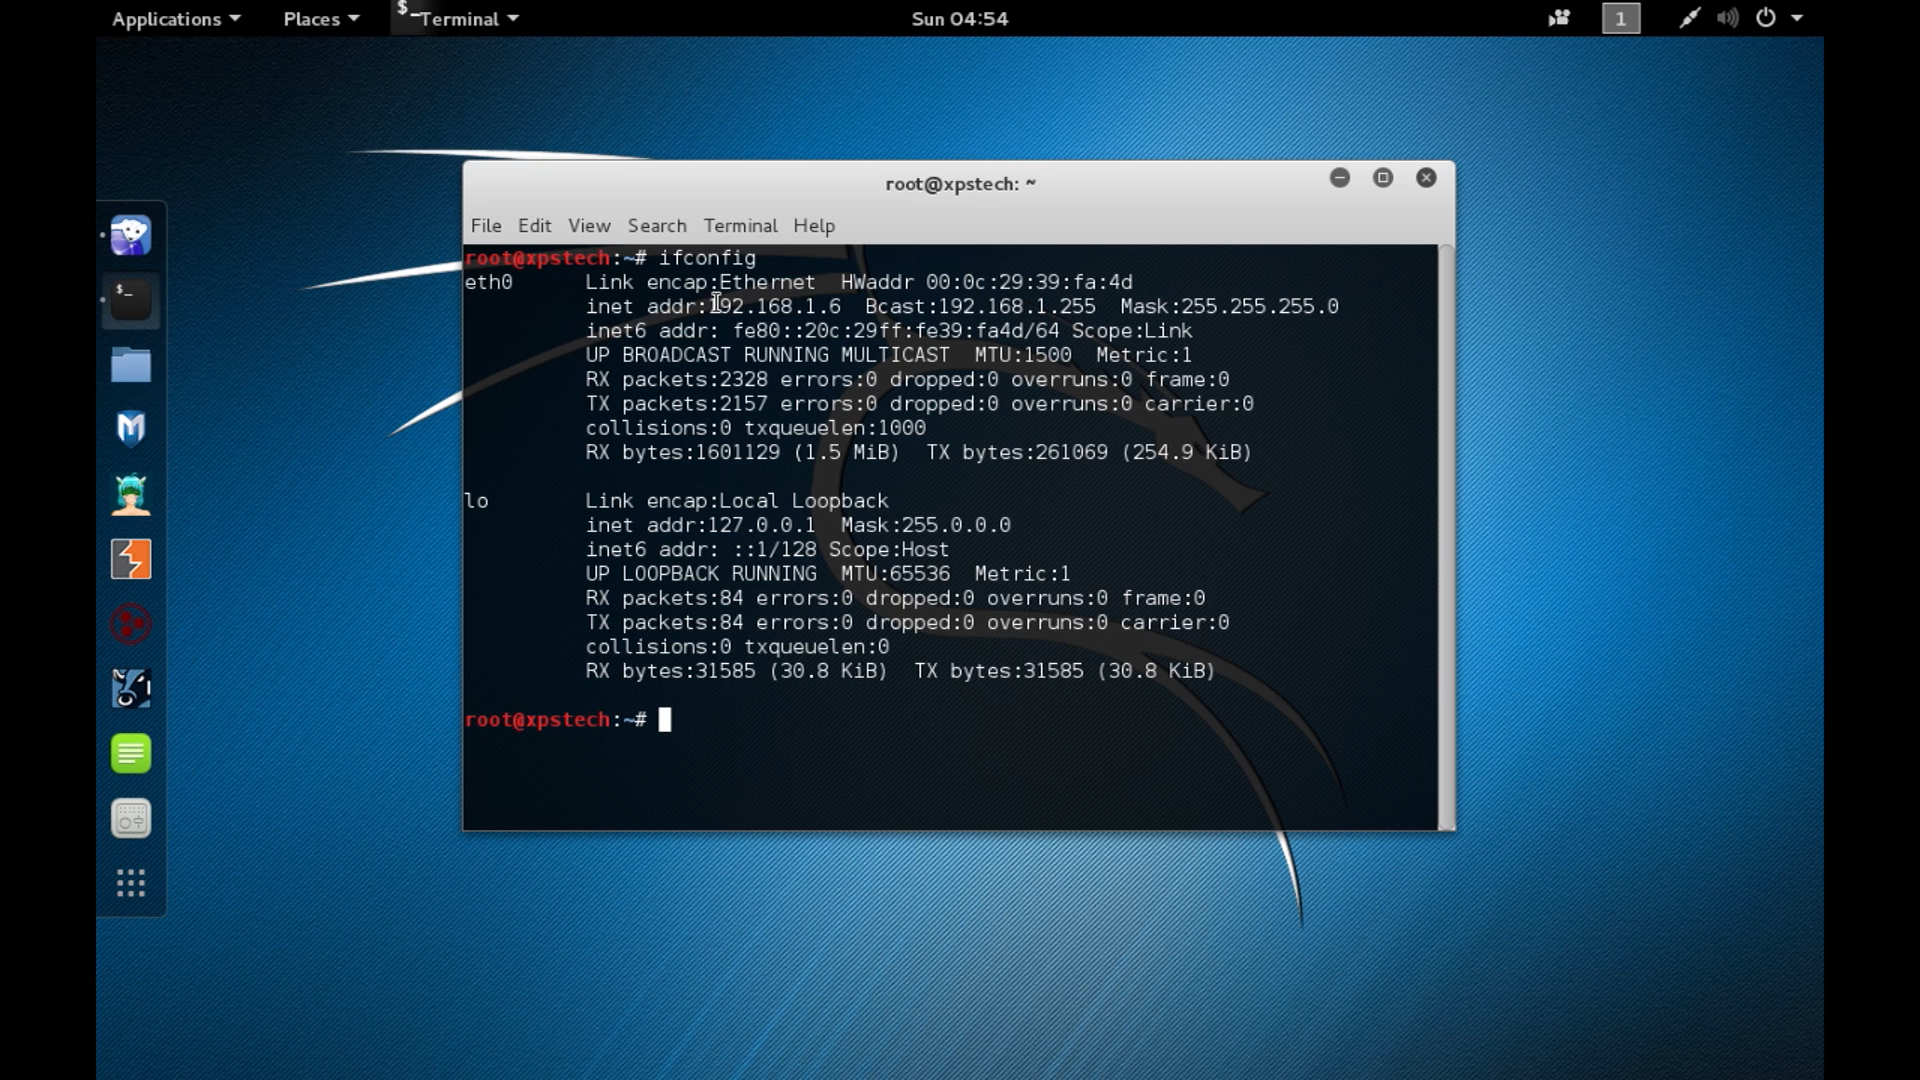 Applications Places Terminal Sun 04:54 1
root@xpstech: ~
File Edit View Search Terminal Help
root@xpstech:~# ifconfig
eth0 Link encap:Ethernet HWaddr 00:0c:29:39:fa:4d
inet addr:192.168.1.6 Bcast:192.168.1.255 Mask:255.255.255.0
inet6 addr: fe80::20c:29ff:fe39:fa4d/64 Scope:Link
UP BROADCAST RUNNING MULTICAST MTU:1500 Metric:1
RX packets:2328 errors:0 dropped:0 overruns:0 frame:0
TX packets:2157 errors:0 dropped:0 overruns:0 carrier:0
collisions:0 txqueuelen:1000
RX bytes:1601129 (1.5 MiB) TX bytes:261069 (254.9 KiB)
lo Link encap:Local Loopback
inet addr:127.0.0.1 Mask:255.0.0.0
inet6 addr: ::1/128 Scope:Host
UP LOOPBACK RUNNING MTU:65536 Metric:1
RX packets:84 errors:0 dropped:0 overruns:0 frame:0
TX packets:84 errors:0 dropped:0 overruns:0 carrier:0
collisions:0 txqueuelen:0
RX bytes:31585 (30.8 KiB) TX bytes:31585 (30.8 KiB)
root@xpstech:~#